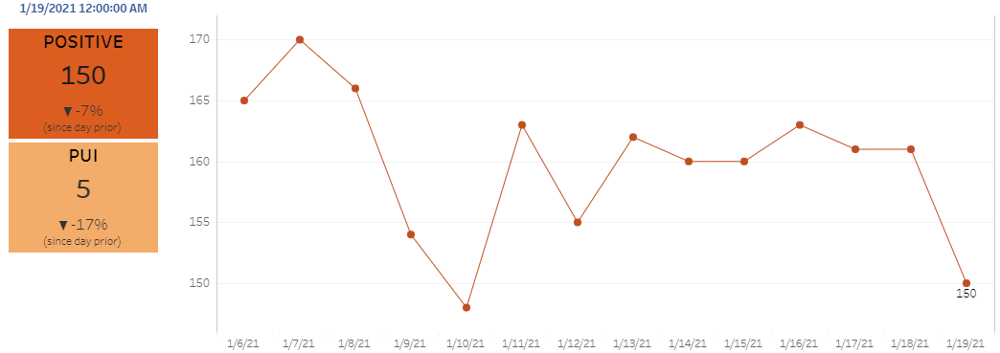 1/19/2021 12:00:00 AM
POSITIVE
150
▼-7%
(since day prior)
PUI
5
▼-17%
(since day prior)
170
165
160
155
150
150
1/6/21 1/7/21 1/8/21 1/9/21 1/10/21 1/11/21 1/12/21 1/13/21 1/14/21 1/15/21 1/16/21 1/17/21 1/18/21 1/19/21